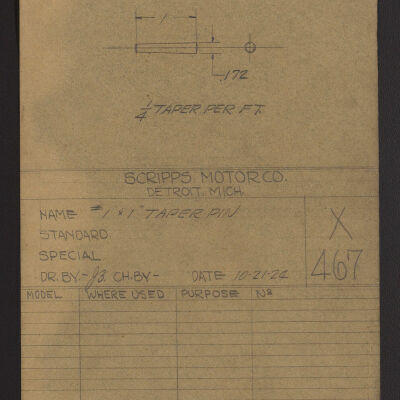 1
.172
1/4 TAPER PER FT.
SCRIPPS MOTOR CO.
DETROIT. MICH.
NAME #1 x 1" TAPER PIN
STANDARD.
SPECIAL
DR. BY- CH. BY- DATE 10-21-24
X
467
MODEL WHERE USED PURPOSE Nº